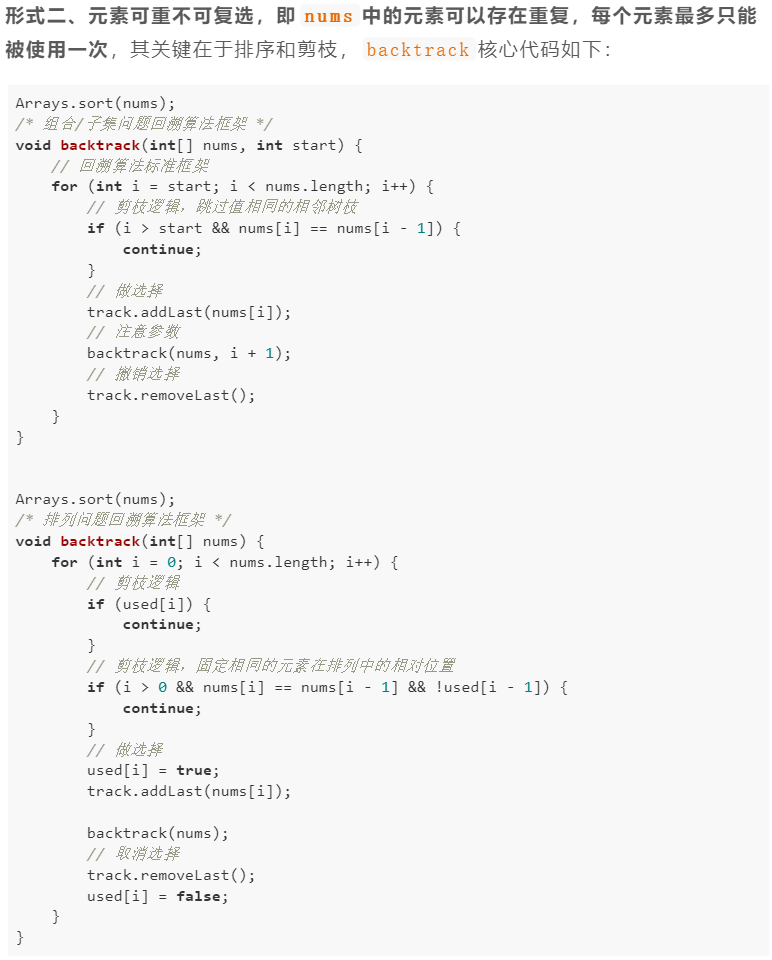 形式二、元素可重不可复选，即 nums 中的元素可以存在重复，每个元素最多只能
被使用一次，其关键在于排序和剪枝， backtrack 核心代码如下：
Arrays.sort(nums);
/* 组合/子集问题回溯算法框架 */
void backtrack(int[] nums, int start) {
    // 回溯算法标准框架
    for (int i = start; i < nums.length; i++) {
        // 剪枝逻辑，跳过值相同的相邻树枝
        if (i > start && nums[i] == nums[i - 1]) {
            continue;
        }
        // 做选择
        track.addLast(nums[i]);
        // 注意参数
        backtrack(nums, i + 1);
        // 撤销选择
        track.removeLast();
    }
}
Arrays.sort(nums);
/* 排列问题回溯算法框架 */
void backtrack(int[] nums) {
    for (int i = 0; i < nums.length; i++) {
        // 剪枝逻辑
        if (used[i]) {
            continue;
        }
        // 剪枝逻辑，固定相同的元素在排列中的相对位置
        if (i > 0 && nums[i] == nums[i - 1] && !used[i - 1]) {
            continue;
        }
        // 做选择
        used[i] = true;
        track.addLast(nums[i]);
        backtrack(nums);
        // 取消选择
        track.removeLast();
        used[i] = false;
    }
}